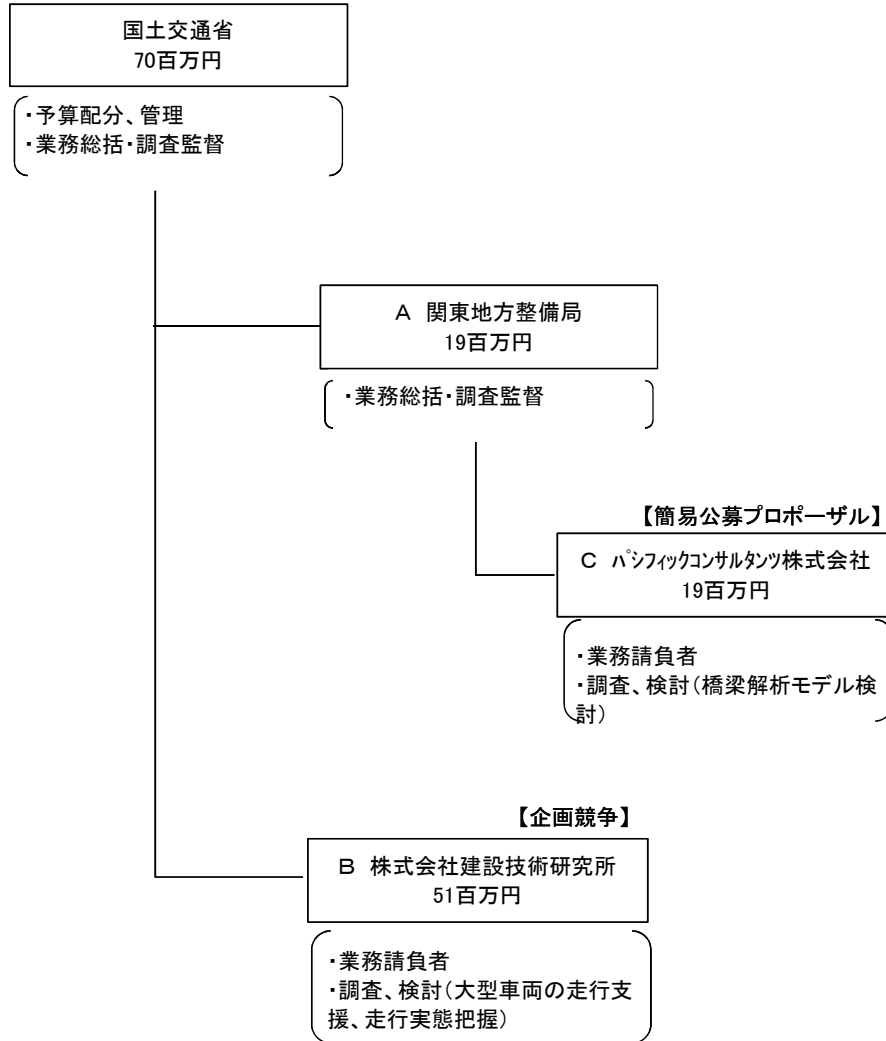 国土交通省
70百万円
・予算配分、管理
・業務総括・調査監督
A 関東地方整備局
19百万円
・業務総括・調査監督
【簡易公募プロポーザル】
C パシフィックコンサルタンツ株式会社
19百万円
・業務請負者
・調査、検討(橋梁解析モデル検
討)
【企画競争】
B 株式会社建設技術研究所
51百万円
・業務請負者
・調査、検討(大型車両の走行支
援、走行実態把握)